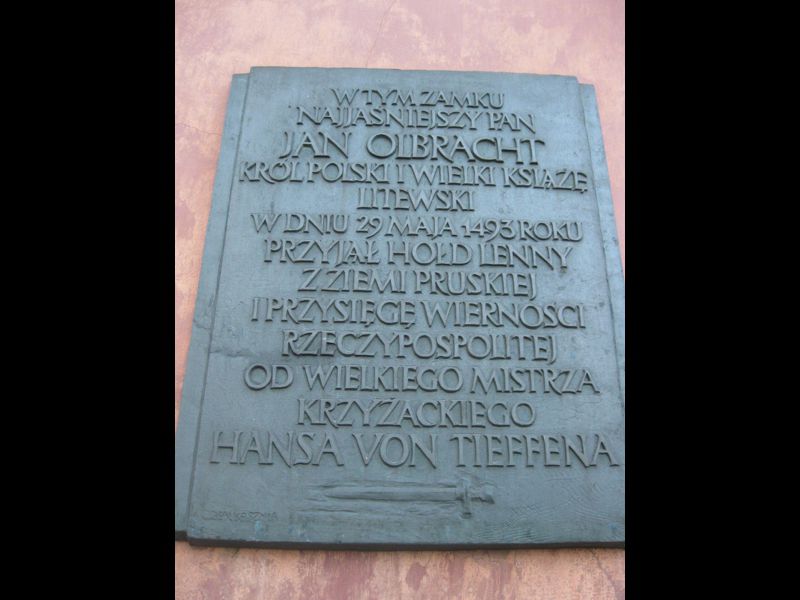 W TYM ZAMKU
NAJJAŚNIEJSZY PAN
JAN OLBRACHT
KRÓL POLSKI I WIELKI KSIĄŻĘ
LITEWSKI
W DNIU 29 MAJA 1493 ROKU
PRZYJĄŁ HOŁD LENNY
Z ZIEMI PRUSKIEJ
I PRZYSIĘGĘ WIERNOŚCI
RZECZYPOSPOLITEJ
OD WIELKIEGO MISTRZA
KRZYŻACKIEGO
HANSA VON TIEFFENA